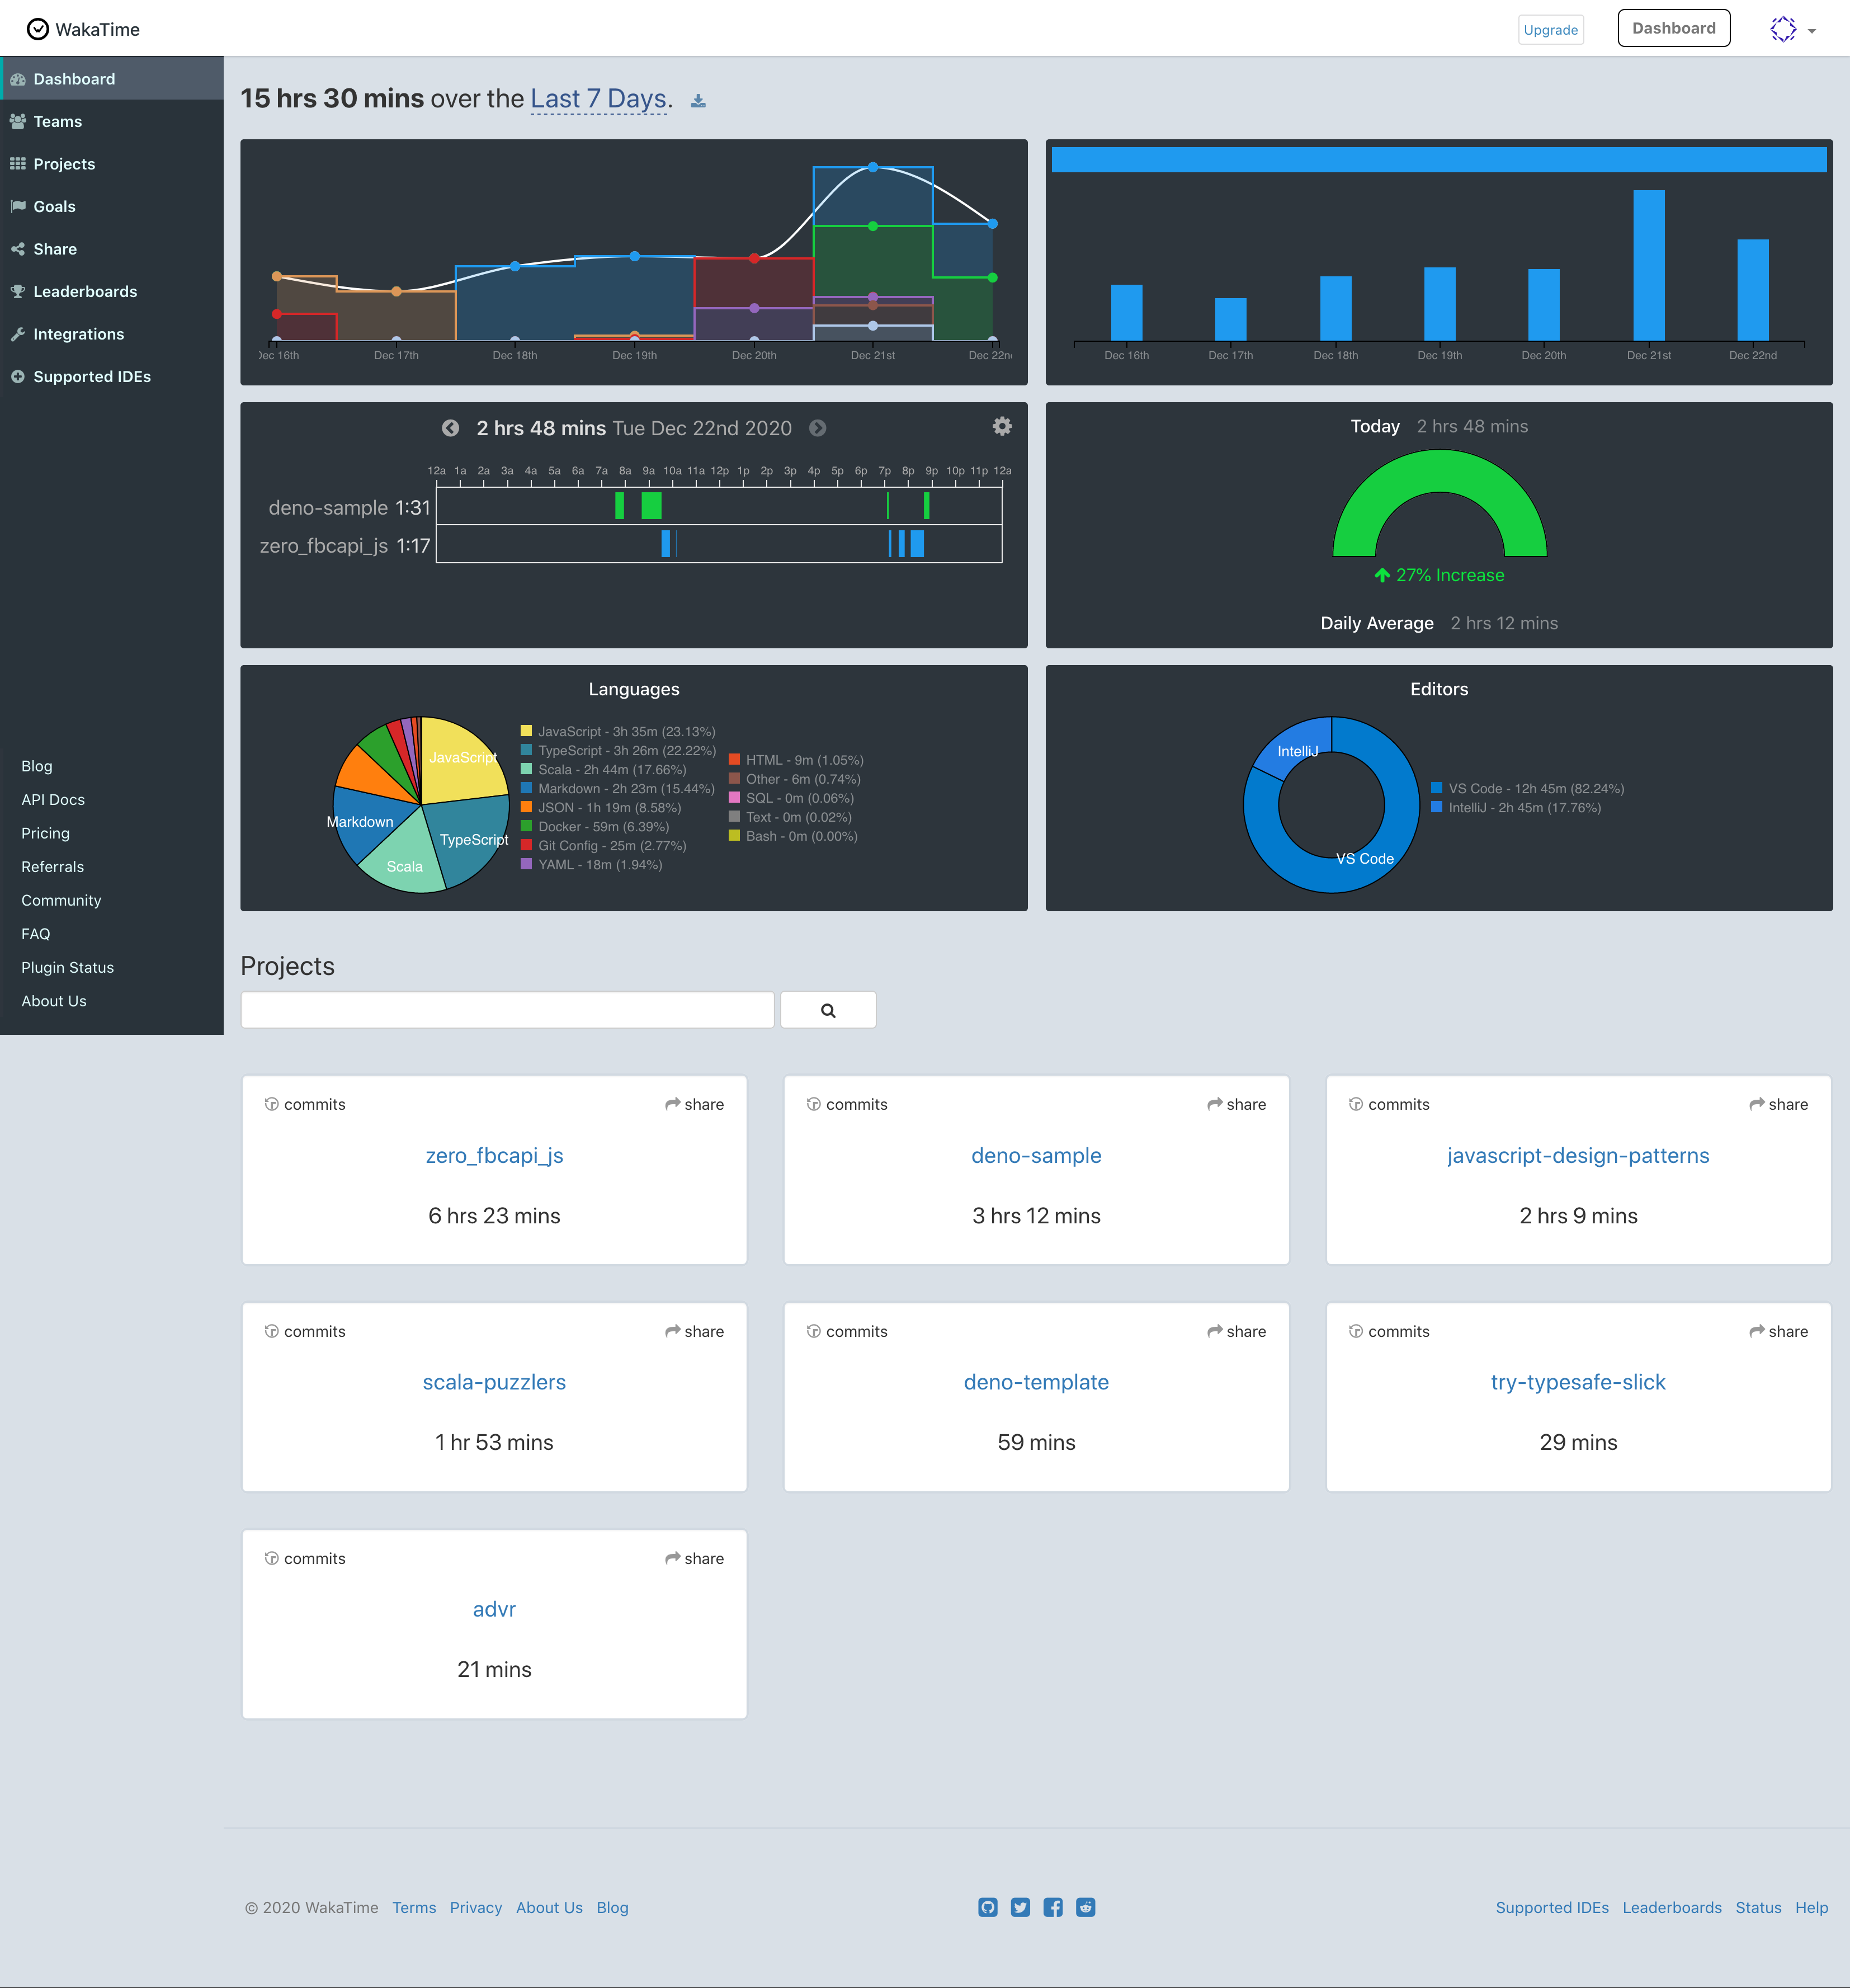 WakaTime
Upgrade
Dashboard
Dashboard
Teams
Projects
Goals
Share
Leaderboards
Integrations
Supported IDEs
Blog
API Docs
Pricing
Referrals
Community
FAQ
Plugin Status
About Us
15 hrs 30 mins over the Last 7 Days.
Dec 16th Dec 17th Dec 18th Dec 19th Dec 20th Dec 21st Dec 22n
Dec 16th Dec 17th Dec 18th Dec 19th Dec 20th Dec 21st Dec 22nd
2 hrs 48 mins Tue Dec 22nd 2020
12a 1a 2a 3a 4a 5a 6a 7a 8a 9a 10a 11a 12p 1p 2p 3p 4p 5p 6p 7p 8p 9p 10p 11p 12a
deno-sample 1:31
zero_fbcapi_js 1:17
Today 2 hrs 48 mins
27% Increase
Daily Average 2 hrs 12 mins
Languages
JavaScript
TypeScript
Scala
Markdown
JavaScript - 3h 35m (23.13%)
TypeScript - 3h 26m (22.22%)
Scala - 2h 44m (17.66%)
Markdown - 2h 23m (15.44%)
JSON - 1h 19m (8.58%)
Docker - 59m (6.39%)
Git Config - 25m (2.77%)
YAML - 18m (1.94%)
HTML - 9m (1.05%)
Other - 6m (0.74%)
SQL - 0m (0.06%)
Text - 0m (0.02%)
Bash - 0m (0.00%)
Editors
IntelliJ
VS Code
VS Code - 12h 45m (82.24%)
IntelliJ - 2h 45m (17.76%)
Projects
commits share
zero_fbcapi_js
6 hrs 23 mins
commits share
deno-sample
3 hrs 12 mins
commits share
javascript-design-patterns
2 hrs 9 mins
commits share
scala-puzzlers
1 hr 53 mins
commits share
deno-template
59 mins
commits share
try-typesafe-slick
29 mins
commits share
advr
21 mins
© 2020 WakaTime Terms Privacy About Us Blog
Supported IDEs Leaderboards Status Help